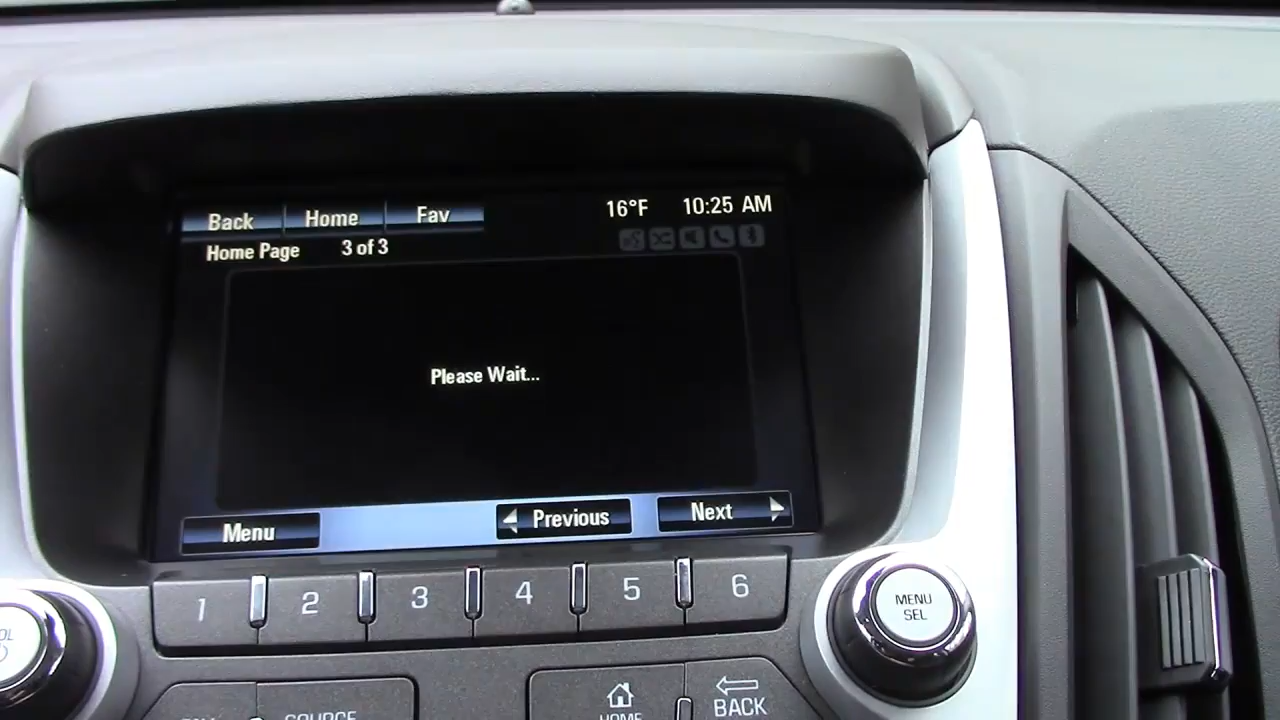 Back Home Fav 16°F 10:25 AM
Home Page 3 of 3
Please Wait...
Menu Previous Next
1 2 3 4 5 6
MENU
SEL
SOURCE
HOME
BACK